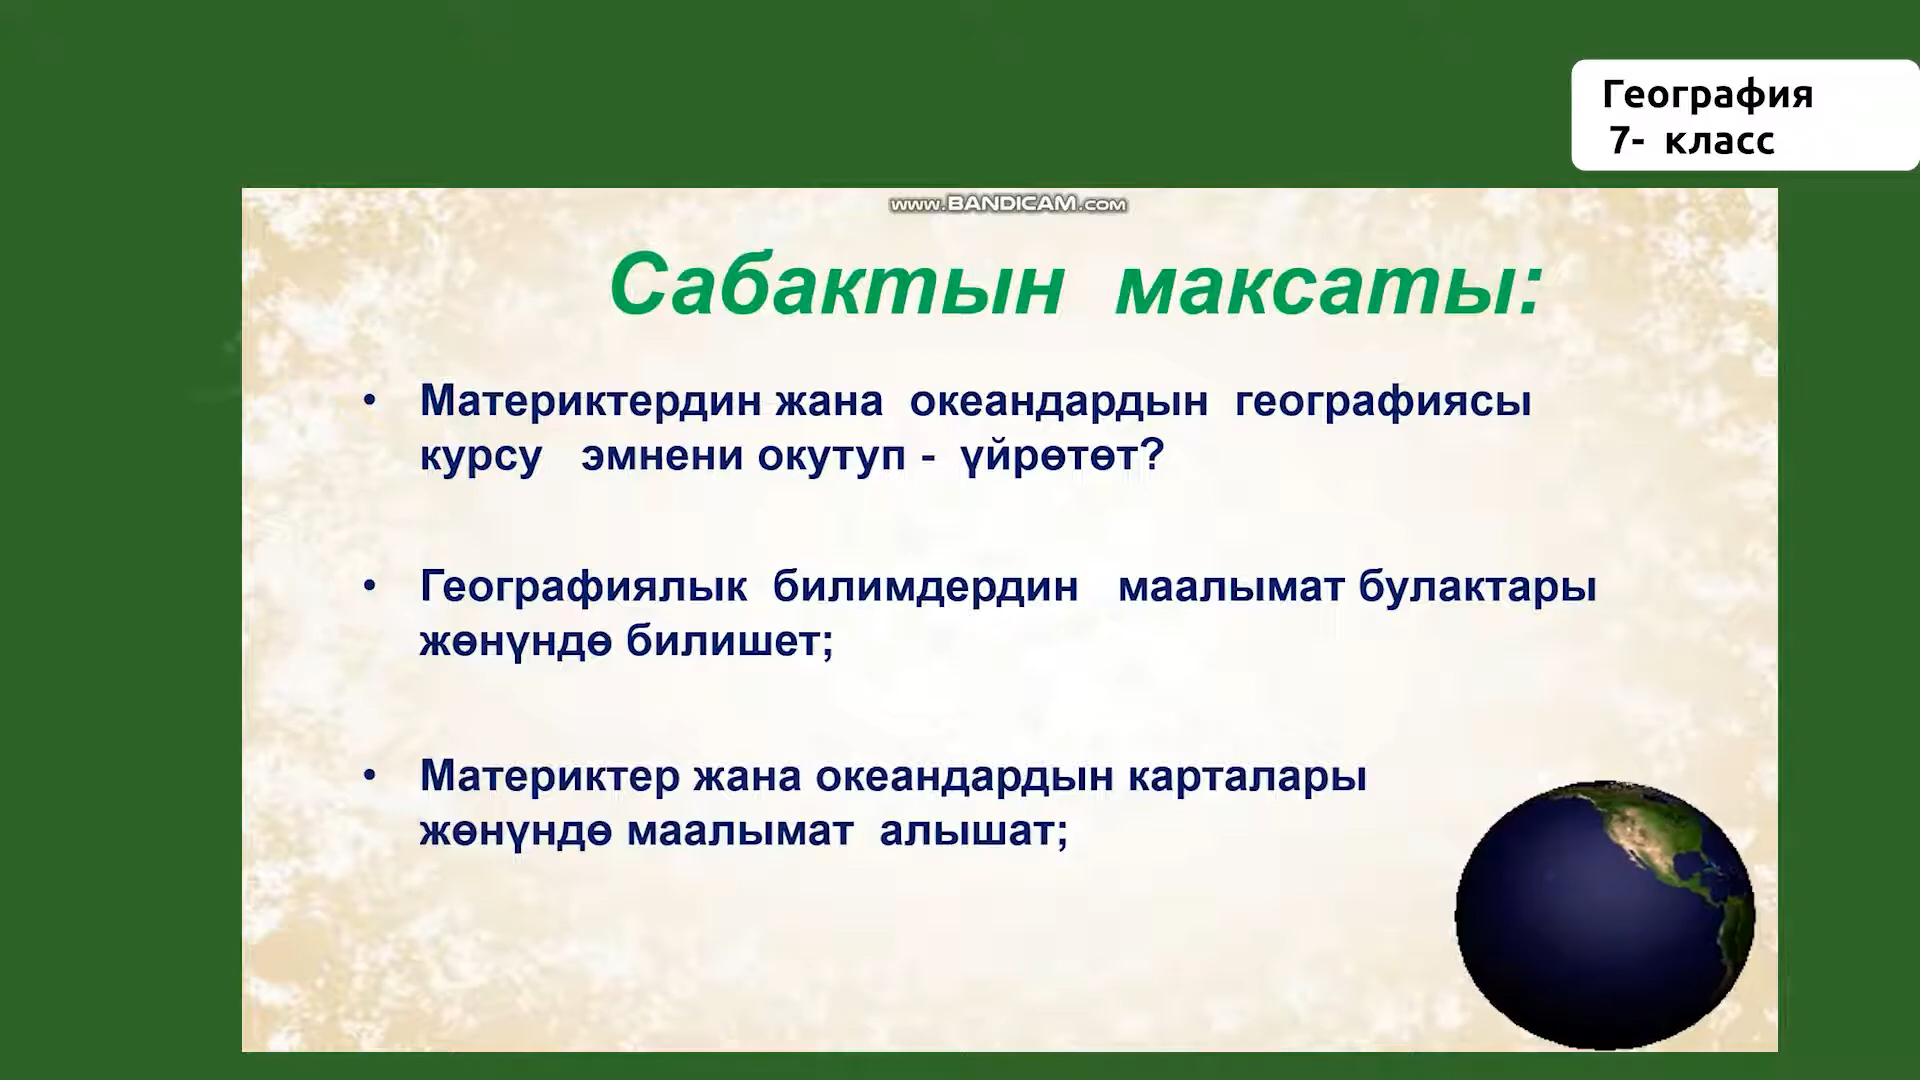 География
7- класс
www.BANDICAM.com
Сабактын максаты:
• Материктердин жана океандардын географиясы
курсу эмнени окутуп - үйрөтөт?
• Географиялык билимдердин маалымат булактары
жөнүндө билишет;
• Материктер жана океандардын карталары
жөнүндө маалымат алышат;